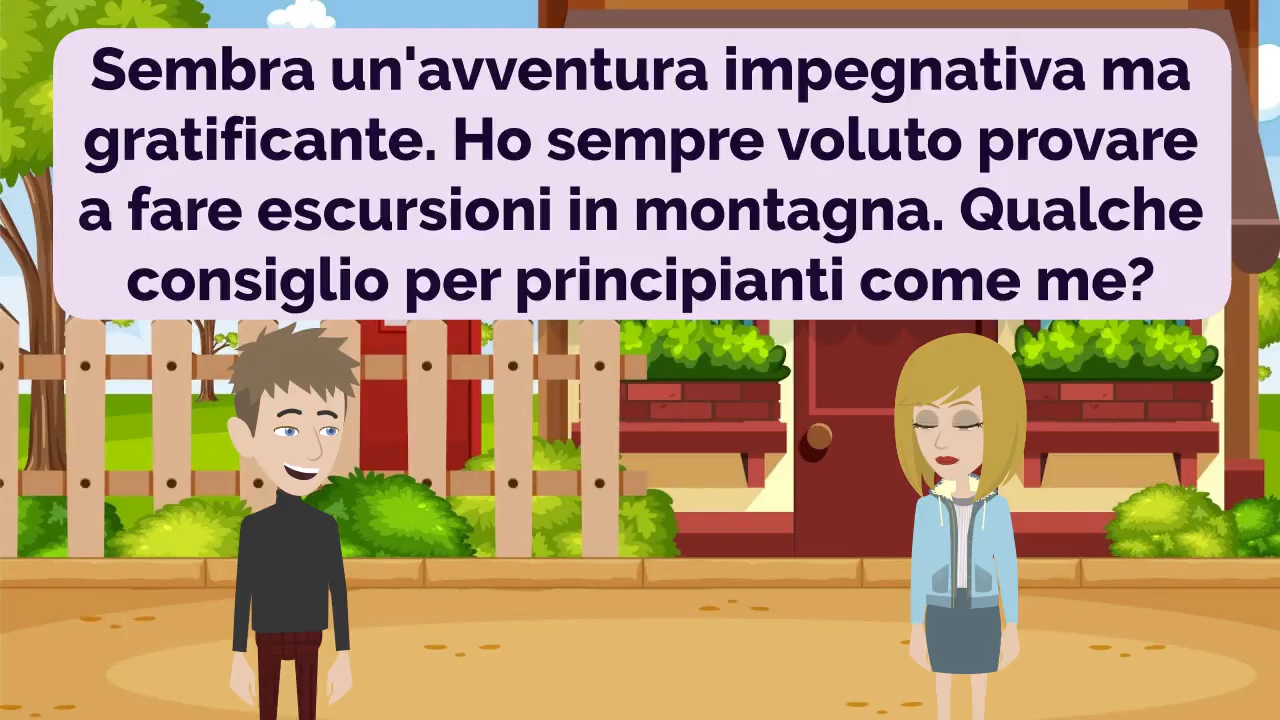 Sembra un'avventura impegnativa ma
gratificante. Ho sempre voluto provare
a fare escursioni in montagna. Qualche
consiglio per principianti come me?